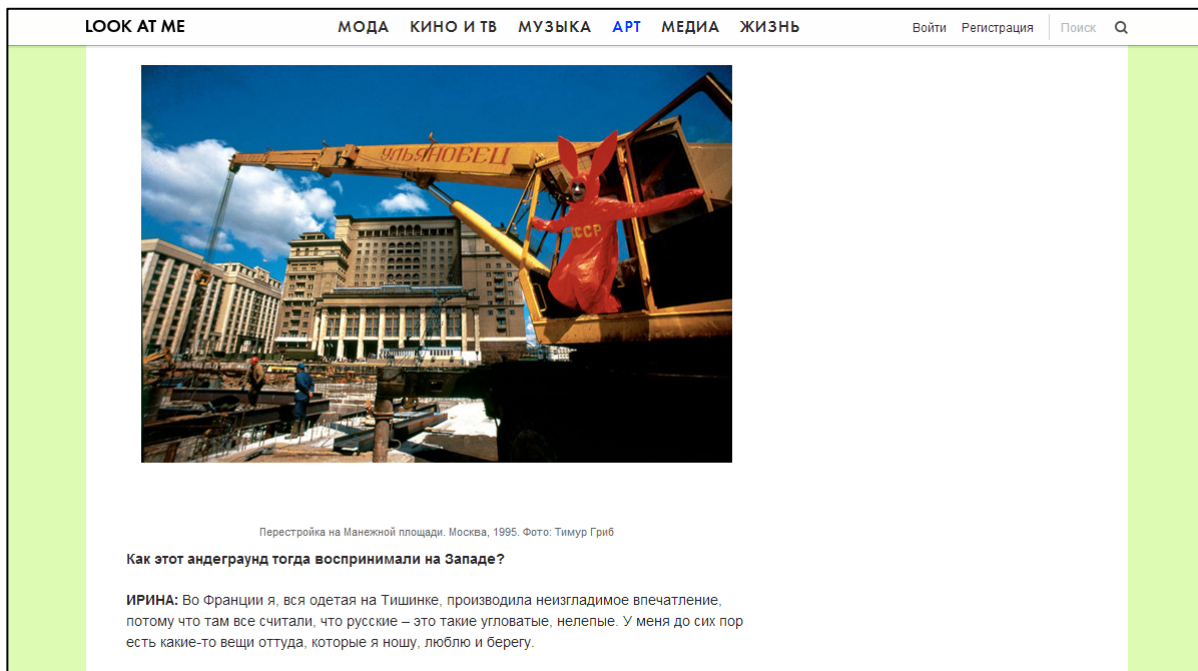 LOOK AT ME
МОДА КИНО И ТВ МУЗЫКА АРТ МЕДИА ЖИЗНЬ
Войти Регистрация Поиск
УЛЬЯНОВЕЦ
СССР
Перестройка на Манежной площади. Москва, 1995. Фото: Тимур Гриб
Как этот андеграунд тогда воспринимали на Западе?
ИРИНА: Во Франции я, вся одетая на Тишинке, производила неизгладимое впечатление,
потому что там все считали, что русские – это такие угловатые, нелепые. У меня до сих пор
есть какие-то вещи оттуда, которые я ношу, люблю и берегу.